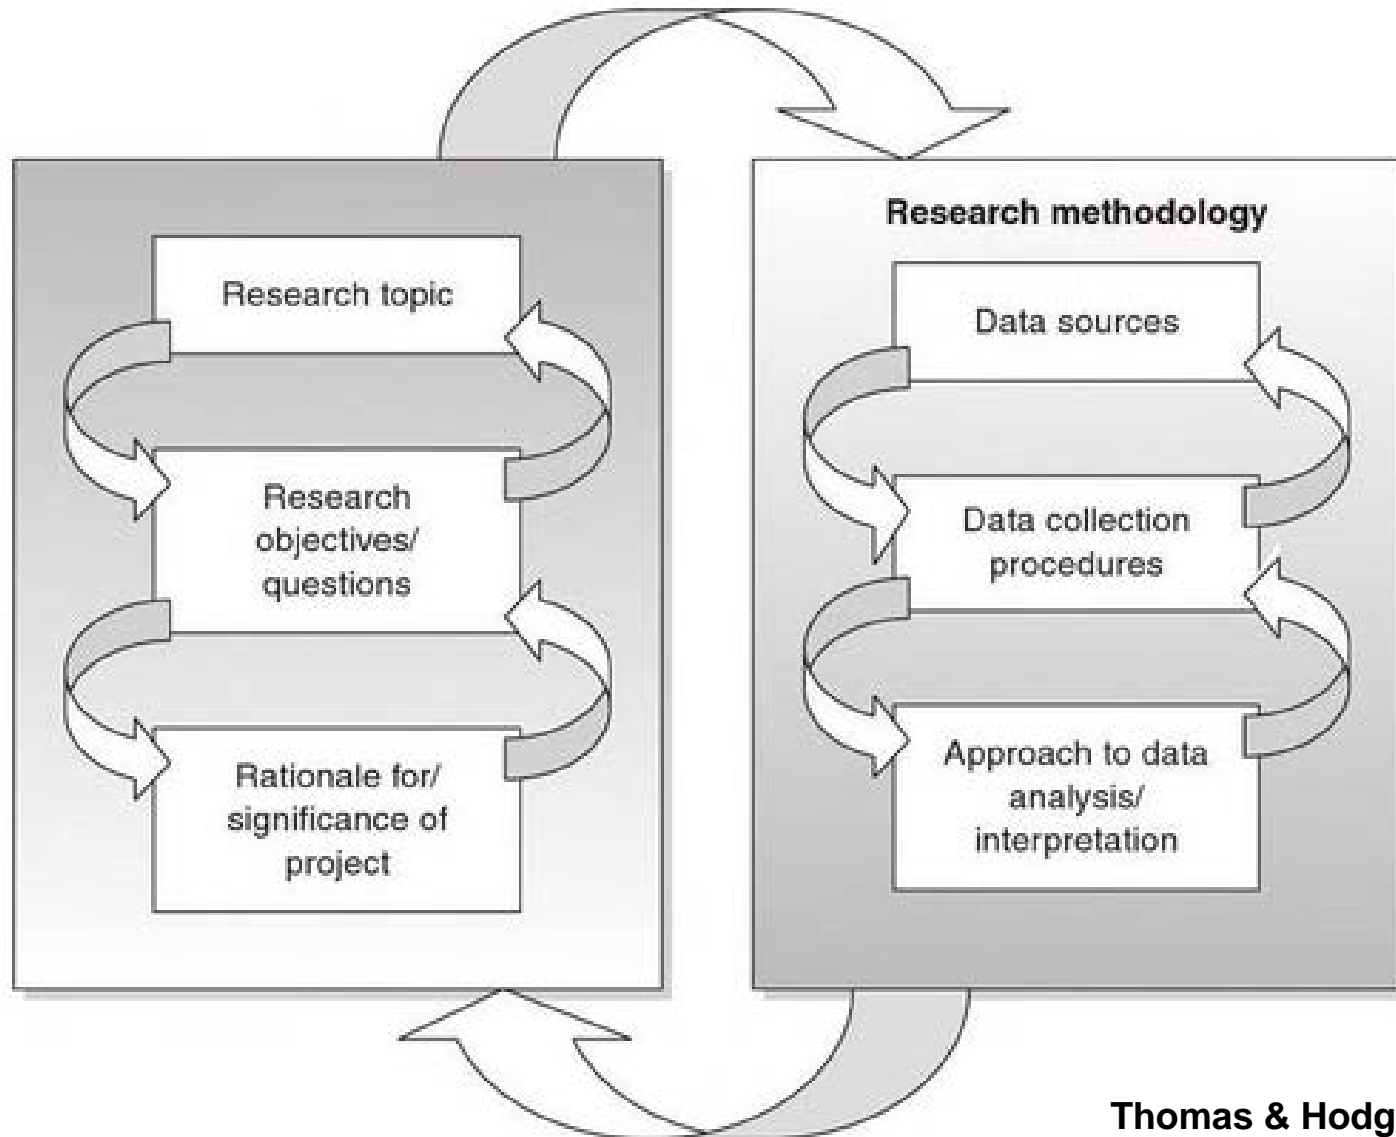 Research topic
Research
objectives/
questions
Rationale for/
significance of
project
Research methodology
Data sources
Data collection
procedures
Approach to data
analysis/
interpretation
Thomas & Hodg